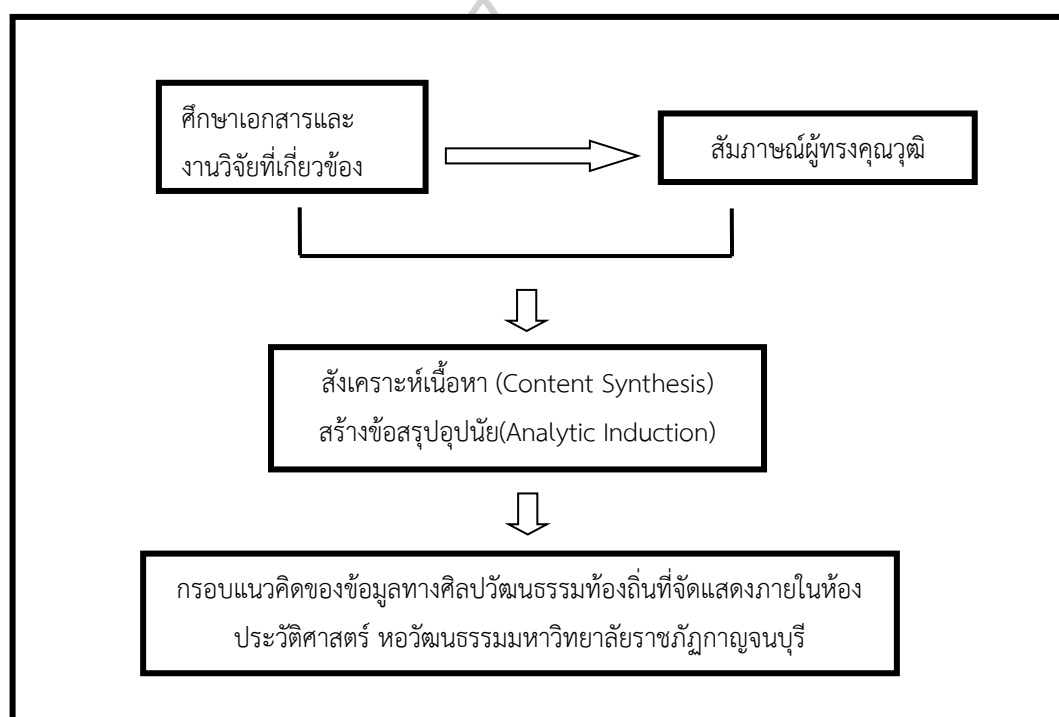 ศึกษาเอกสารและ
งานวิจัยที่เกี่ยวข้อง
สัมภาษณ์ผู้ทรงคุณวุฒิ
สังเคราะห์เนื้อหา (Content Synthesis)
สร้างข้อสรุปอุปนัย(Analytic Induction)
กรอบแนวคิดของข้อมูลทางศิลปวัฒนธรรมท้องถิ่นที่จัดแสดงภายในห้อง
ประวัติศาสตร์ หอวัฒนธรรมมหาวิทยาลัยราชภัฏกาญจนบุรี